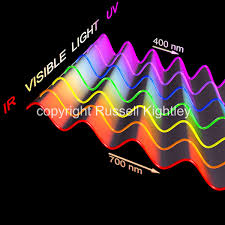 IR VISIBLE LIGHT UV
400 nm
copyright Russell Kightley
700 nm